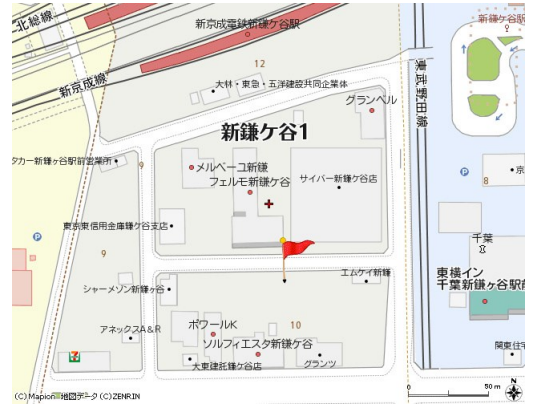 北総線
新京成電鉄新鎌ケ谷駅
新鎌ケ谷駅
新京成線
12
大林・東急・五洋建設共同企業体
東武野田線
グランベル
新鎌ケ谷1
タカー新鎌ヶ谷駅前営業所
9
メルベーユ新鎌
フェルモ新鎌ケ谷
サイバー新鎌ケ谷店
P
8
京
東京東信用金庫鎌ケ谷支店
P
千葉
9
エムケイ新鎌
東横イン
千葉新鎌ヶ谷駅前
シャーメゾン新鎌ヶ谷
アネックスA&R
ボワールK
10
ソルフィエスタ新鎌ケ谷
関東住宅
7
大東建託鎌ケ谷店
グランツ
(C)Mapion 地図データ(C)ZENRIN
0 50 m
N